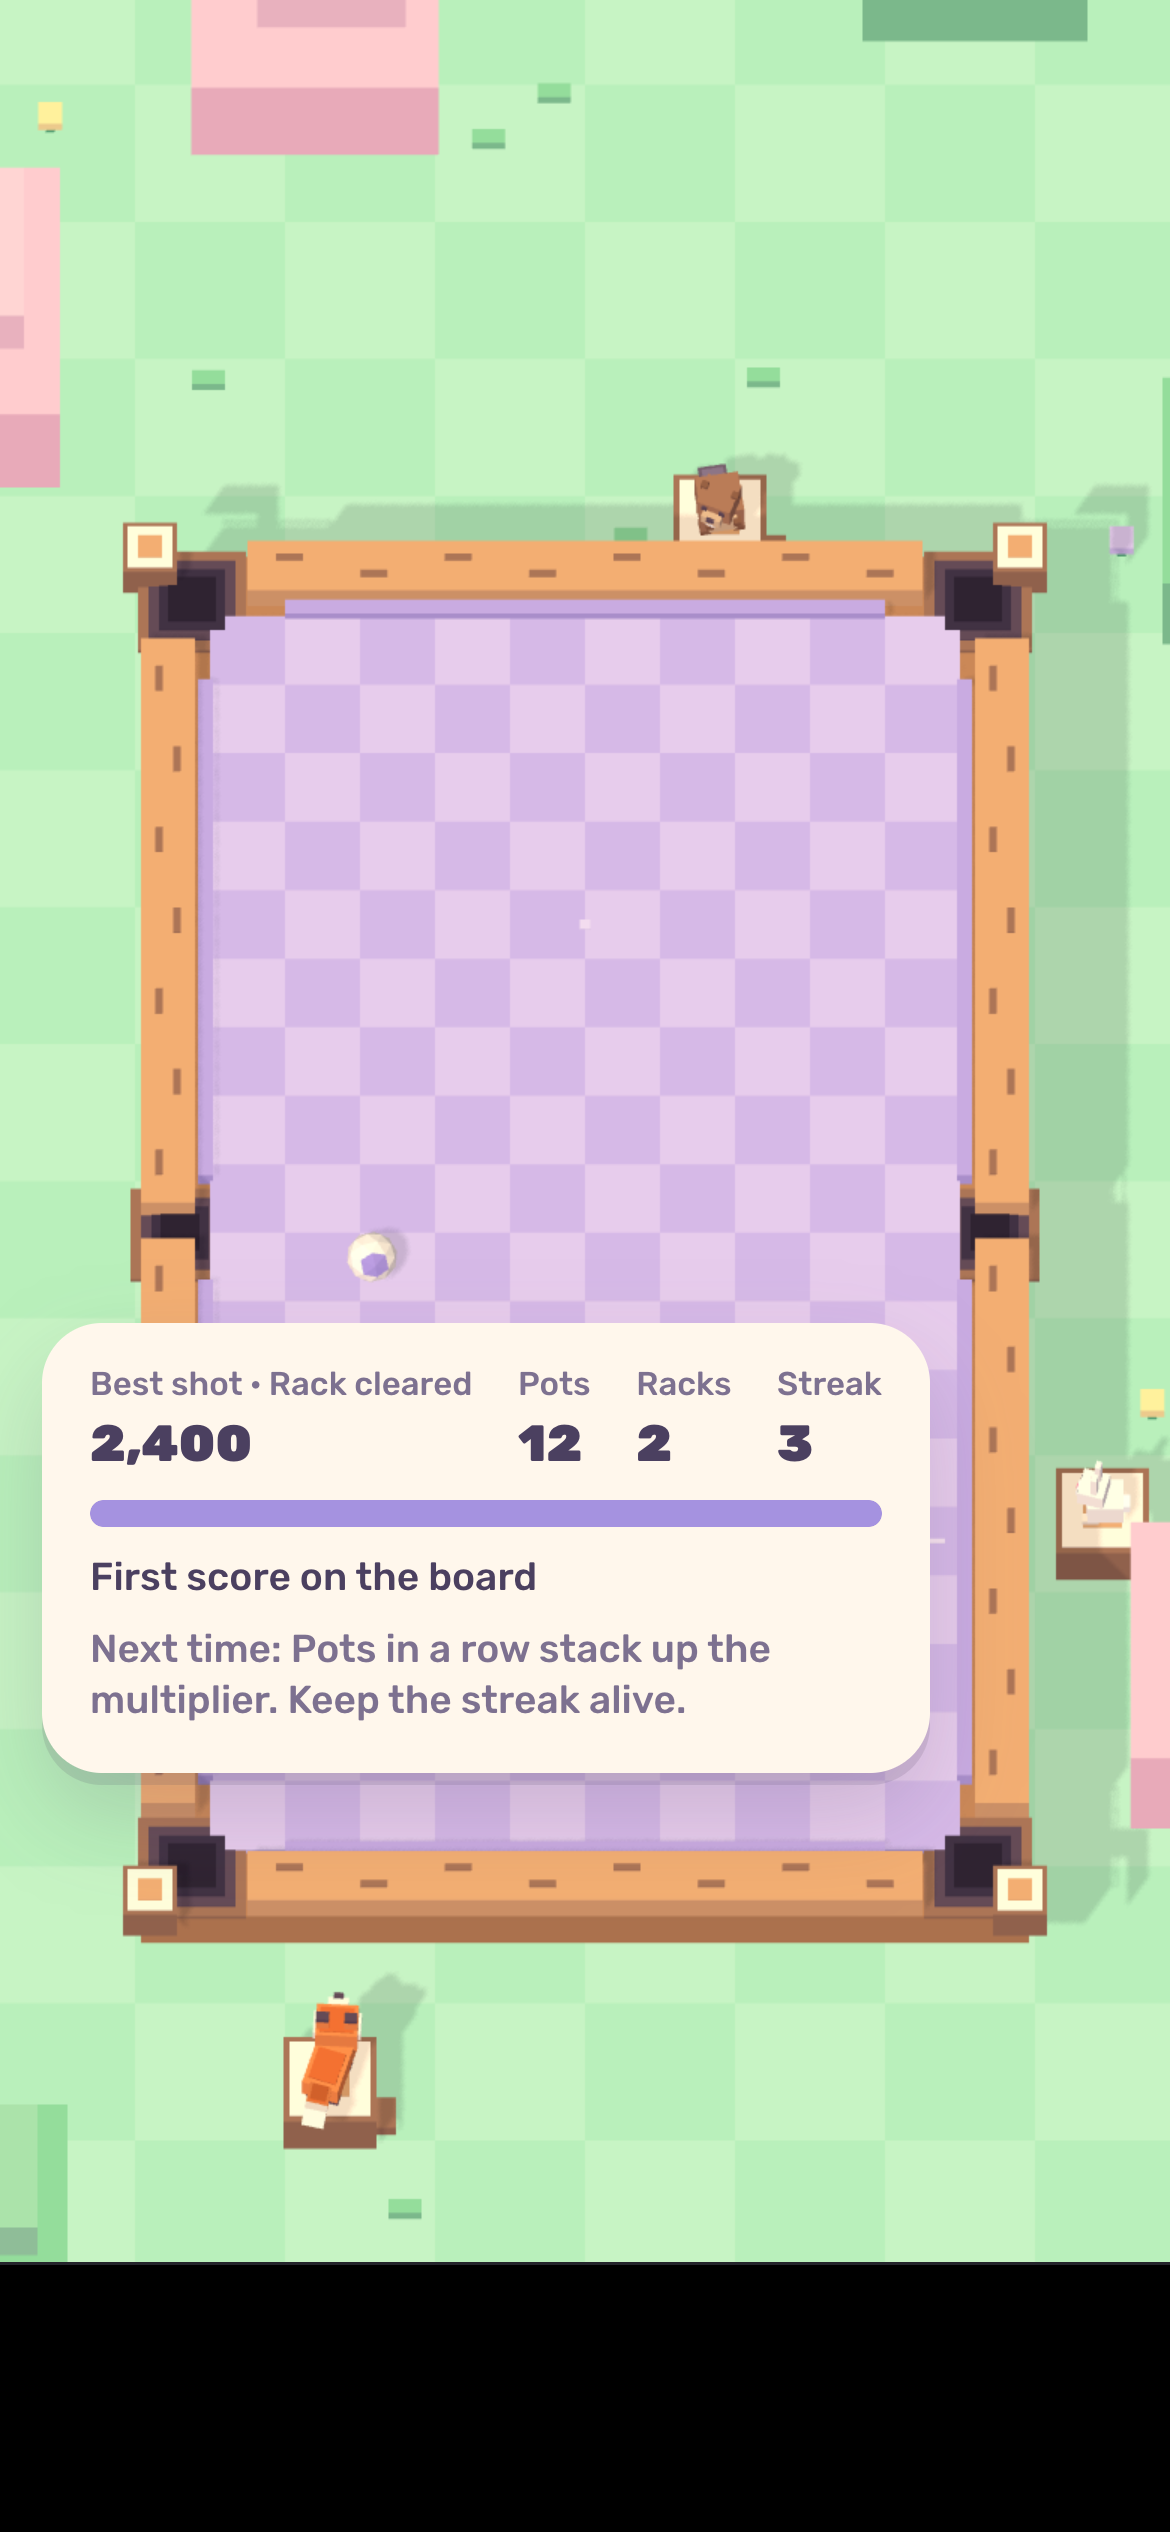 Best shot • Rack cleared Pots Racks Streak
2,400 12 2 3
First score on the board
Next time: Pots in a row stack up the
multiplier. Keep the streak alive.